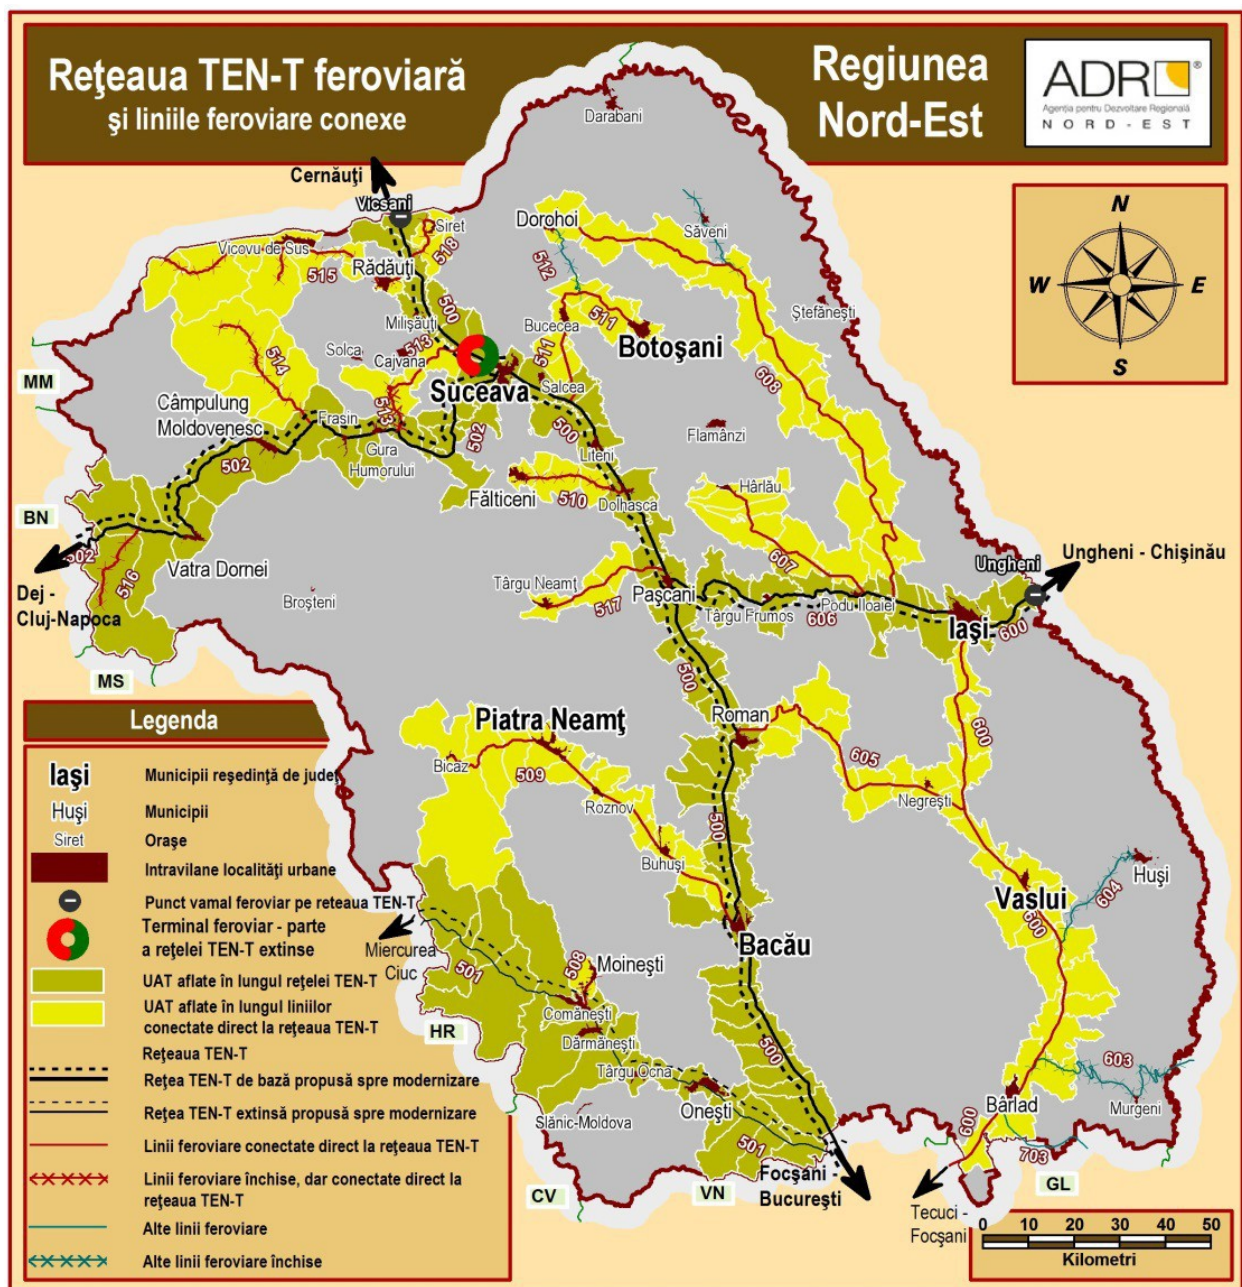 Reţeaua TEN-T feroviară
şi liniile feroviare conexe
Regiunea
Nord-Est
ADR
®
Agenţia pentru Dezvoltare Regională
NORD-EST
Darabani
Cernăuţi
Vicsani
Siret
Dorohoi
Săveni
Vicovu de Sus
518
Rădăuţi
515
512
500
Ştefăneşti
Milişăuţi
Bucecea
511
Botoşani
Solca
513
Cajvana
511
514
Suceava
Salcea
608
MM
Câmpulung
Moldovenesc
Frasin
513
502
500
Flamânzi
Gura
Humorului
Liteni
502
Fălticeni
510
Dolhasca
Hârlău
BN
502
516
Vatra Dornei
607
Ungheni
Ungheni - Chişinău
Dej -
Cluj-Napoca
Broşteni
Târgu Neamţ
517
Paşcani
Târgu Frumos
Podu Iloaiei
606
Iaşi
600
MS
500
N
W
E
S
Piatra Neamţ
Roman
600
Bicaz
509
605
Roznov
Negreşti
500
Buhuşi
Huşi
604
Vaslui
600
Bacău
Miercurea
Ciuc
501
508
Moineşti
Comăneşti
HR
Dărmăneşti
500
603
Târgu Ocna
Bârlad
Murgeni
Slănic-Moldova
Oneşti
600
501
703
Focşani -
Bucureşti
CV
VN
GL
Tecuci -
Focşani
0 10 20 30 40 50
Kilometri
Legenda
Iaşi
Municipii reşedinţă de judeţ
Huşi
Municipii
Siret
Oraşe
Intravilane localităţi urbane
Punct vamal feroviar pe reteaua TEN-T
Terminal feroviar - parte
a reţelei TEN-T extinse
UAT aflate în lungul reţelei TEN-T
UAT aflate în lungul liniilor
conectate direct la reţeaua TEN-T
Reţeaua TEN-T
Reţea TEN-T de bază propusă spre modernizare
Reţea TEN-T extinsă propusă spre modernizare
Linii feroviare conectate direct la reţeaua TEN-T
Linii feroviare închise, dar conectate direct la
reţeaua TEN-T
Alte linii feroviare
Alte linii feroviare închise